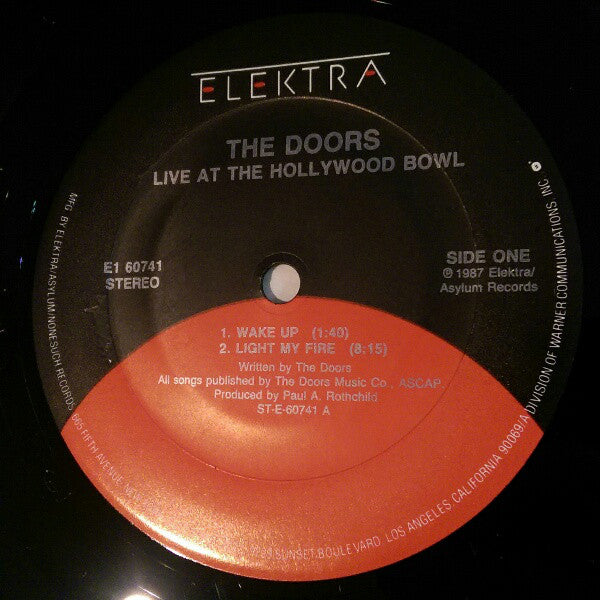 ELEKTRA
THE DOORS
LIVE AT THE HOLLYWOOD BOWL
E1 60741
STEREO
SIDE ONE
℗ 1987 Elektra/
Asylum Records
1. WAKE UP (1:40)
2. LIGHT MY FIRE (8:15)
Written by The Doors
All songs published by The Doors Music Co., ASCAP.
Produced by Paul A. Rothchild
ST-E-60741 A
MFG. BY ELEKTRA/ASYLUM/NONESUCH RECORDS, 665 FIFTH AVENUE, SUNSET BOULEVARD, LOS ANGELES, CALIFORNIA 90069/A DIVISION OF WARNER COMMUNICATIONS INC.